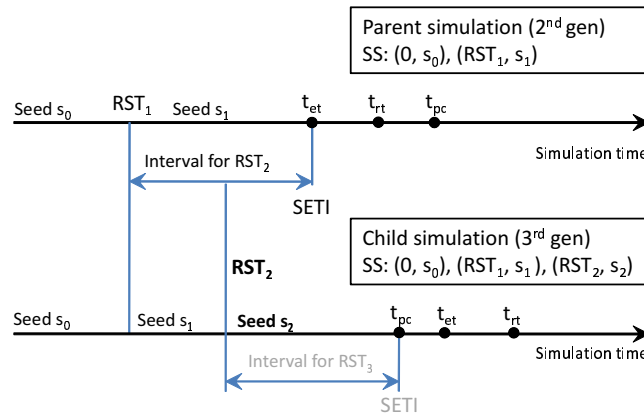 Parent simulation (2nd gen)
SS: (0, s0), (RST1, s1)
Seed s0 RST1 Seed s1 tet trt tpc
Simulation time
Interval for RST2
SETI
Child simulation (3rd gen)
SS: (0, s0), (RST1, s1), (RST2, s2)
RST2
Seed s0 Seed s1 Seed s2 tpc tet trt
Simulation time
Interval for RST3
SETI